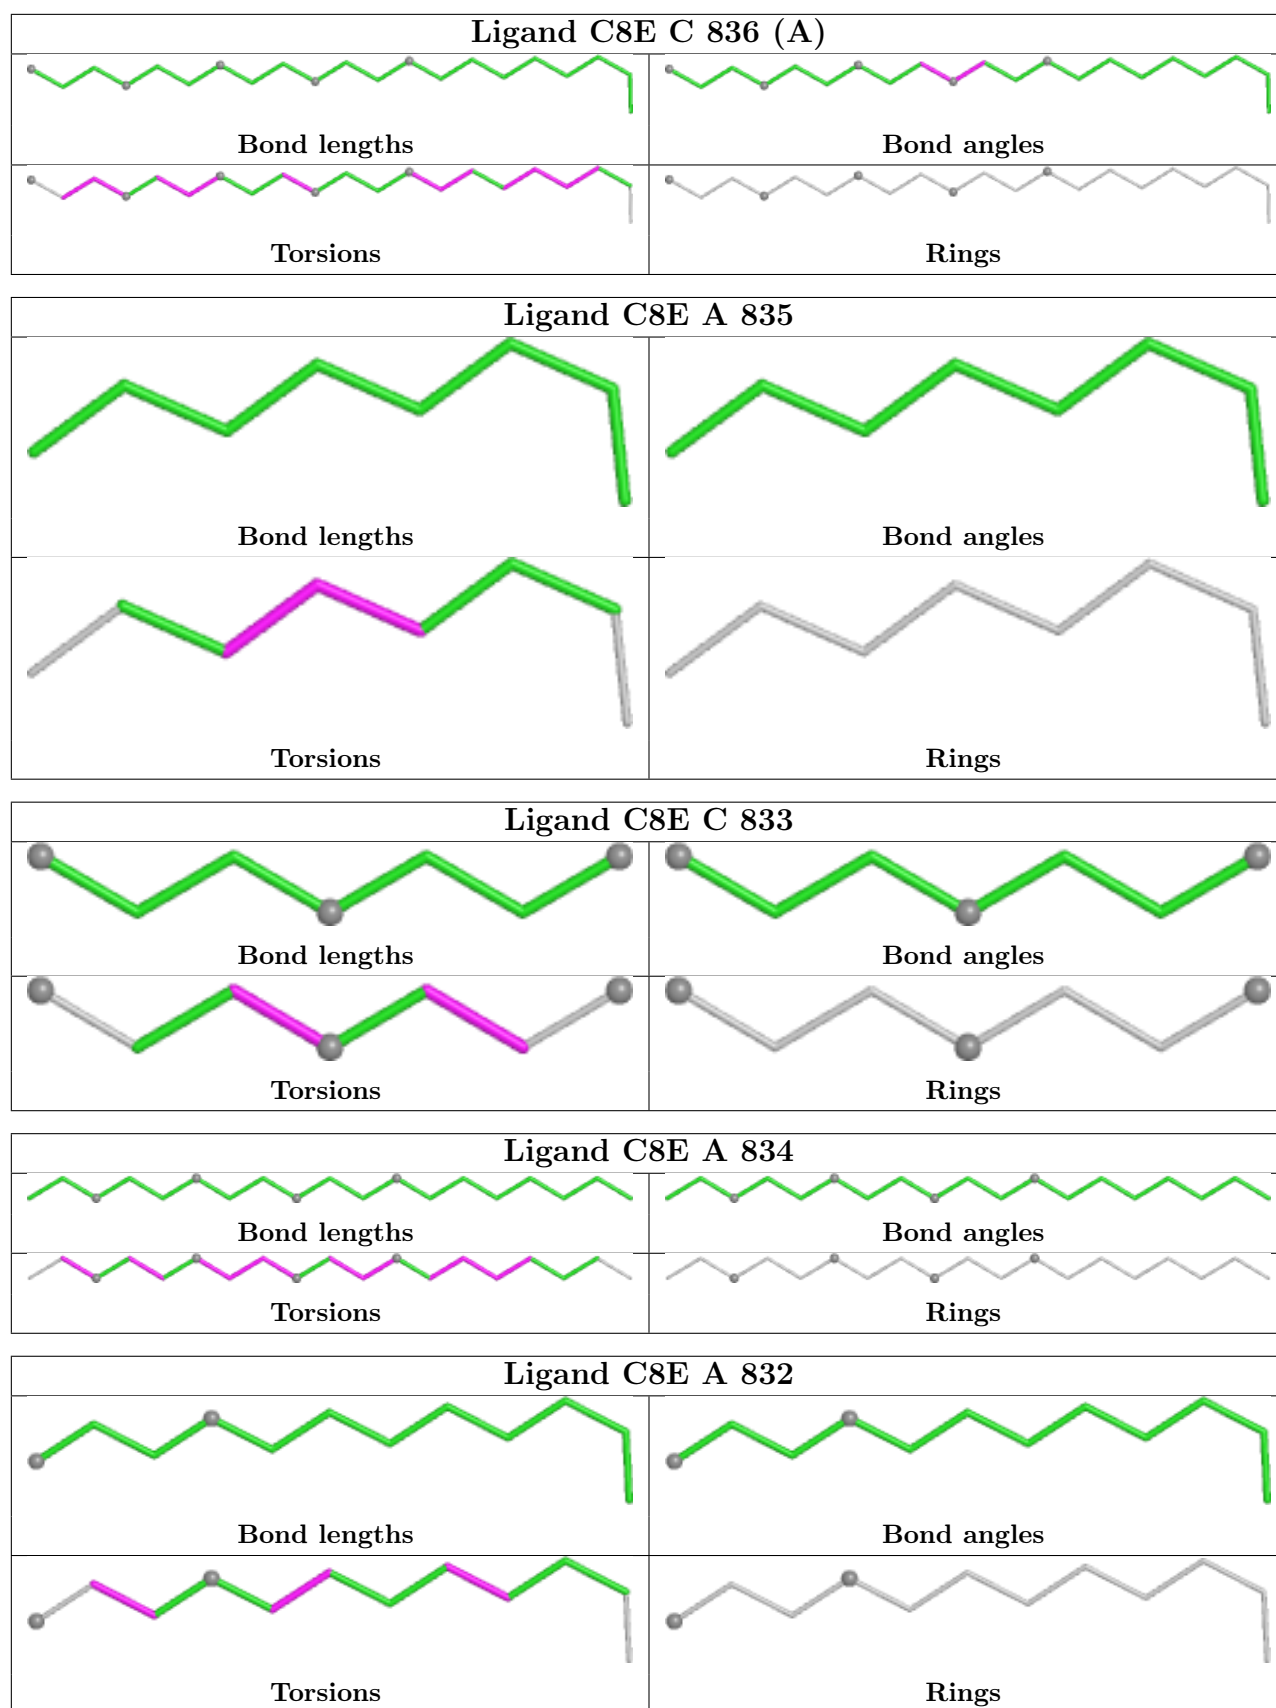 Ligand C8E C 836 (A)
Bond lengths
Bond angles
Torsions
Rings
Ligand C8E A 835
Bond lengths
Bond angles
Torsions
Rings
Ligand C8E C 833
Bond lengths
Bond angles
Torsions
Rings
Ligand C8E A 834
Bond lengths
Bond angles
Torsions
Rings
Ligand C8E A 832
Bond lengths
Bond angles
Torsions
Rings